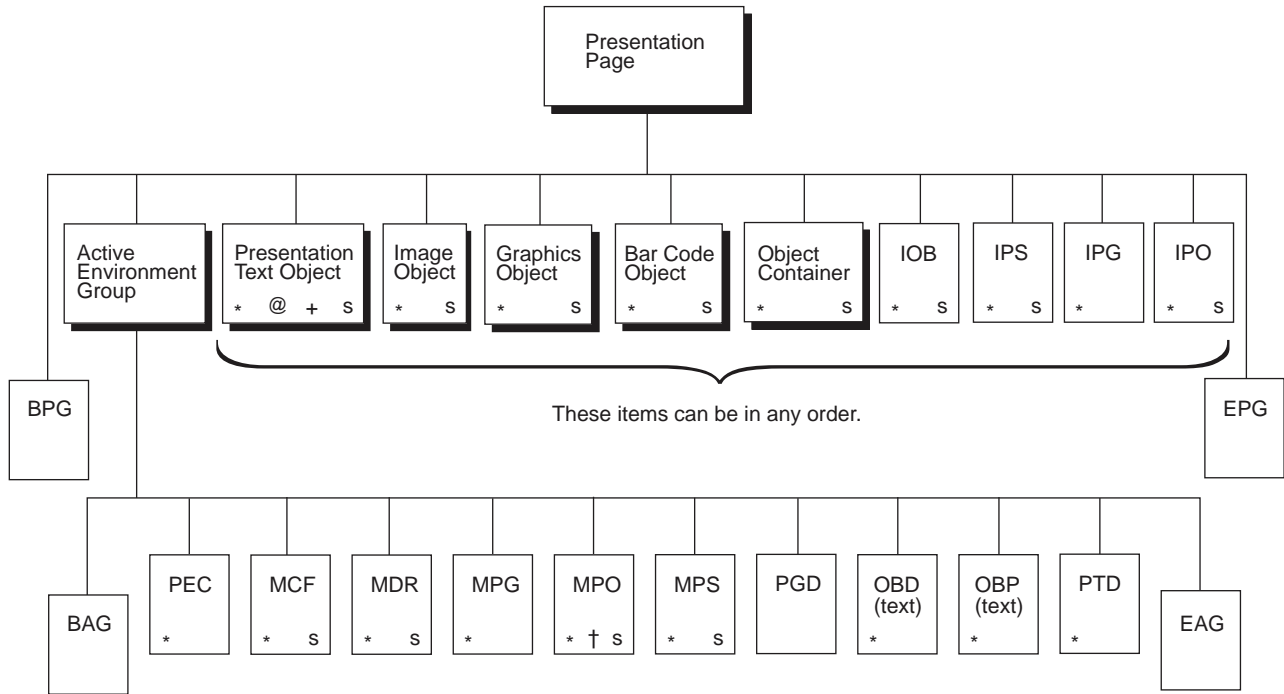 Presentation
Page
Active
Environment
Group
Presentation
Text Object
* @ + s
Image
Object
* s
Graphics
Object
* s
Bar Code
Object
* s
Object
Container
* s
IOB
* s
IPS
* s
IPG
*
IPO
* s
BPG
These items can be in any order.
EPG
BAG
PEC
*
MCF
* s
MDR
* s
MPG
*
MPO
* † s
MPS
* s
PGD
OBD
(text)
*
OBP
(text)
*
PTD
*
EAG